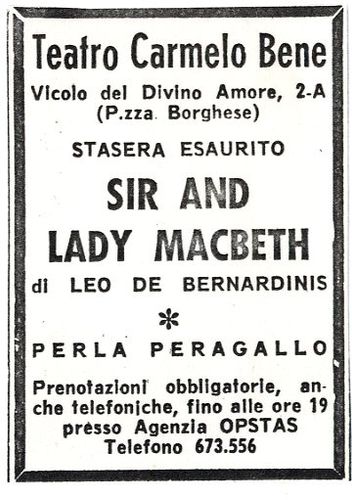 Teatro Carmelo Bene
Vicolo del Divino Amore, 2-A
(P.zza Borghese)
STASERA ESAURITO
SIR AND
LADY MACBETH
di LEO DE BERNARDINIS
*
PERLA PERAGALLO
Prenotazioni obbligatorie, an-
che telefoniche, fino alle ore 19
presso Agenzia OPSTAS
Telefono 673.556